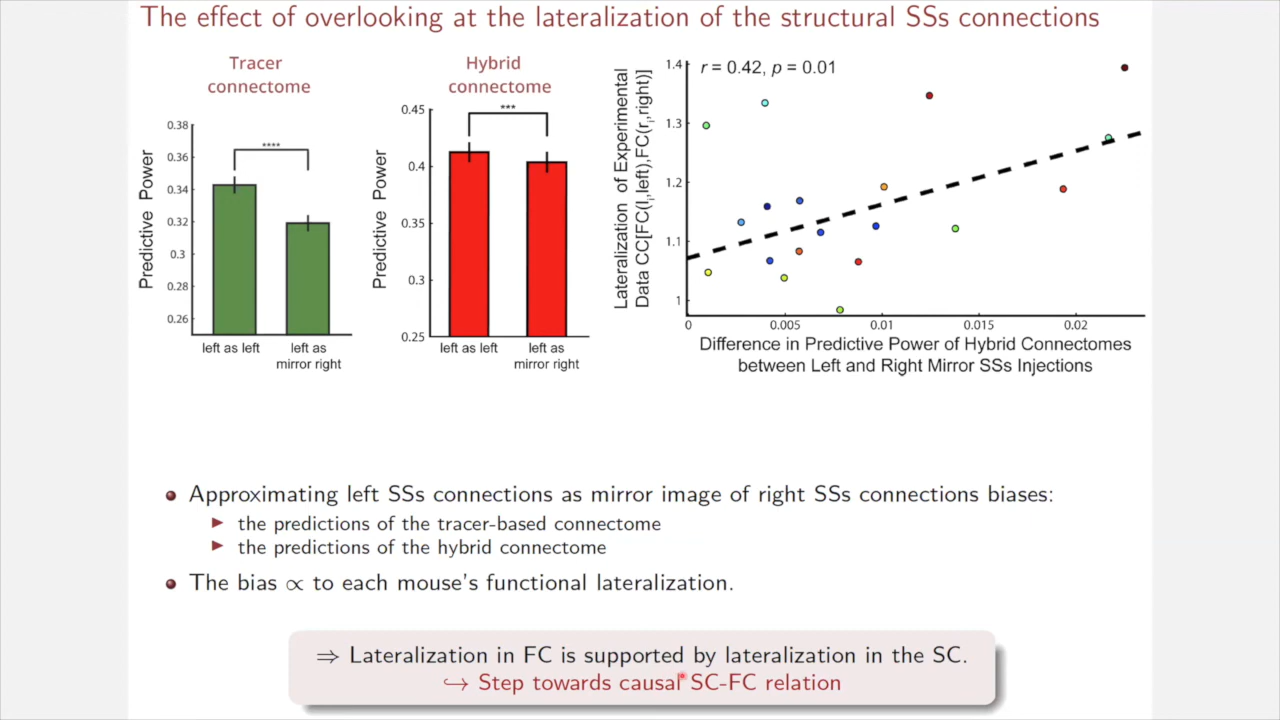 The effect of overlooking at the lateralization of the structural SSs connections
Tracer
connectome
Predictive Power
0.38
0.36
0.34
0.32
0.3
0.28
0.26
****
left as left
left as
mirror right
Hybrid
connectome
Predictive Power
0.45
0.4
0.35
0.3
0.25
***
left as left
left as
mirror right
Lateralization of Experimental
Data CC[FC(l_i,left),FC(r_i,right)]
r = 0.42, p = 0.01
1.4
1.3
1.2
1.1
1
0
0.005
0.01
0.015
0.02
Difference in Predictive Power of Hybrid Connectomes
between Left and Right Mirror SSs Injections
Approximating left SSs connections as mirror image of right SSs connections biases:
the predictions of the tracer-based connectome
the predictions of the hybrid connectome
The bias ∝ to each mouse's functional lateralization.
⇒ Lateralization in FC is supported by lateralization in the SC.
↪ Step towards causal SC-FC relation